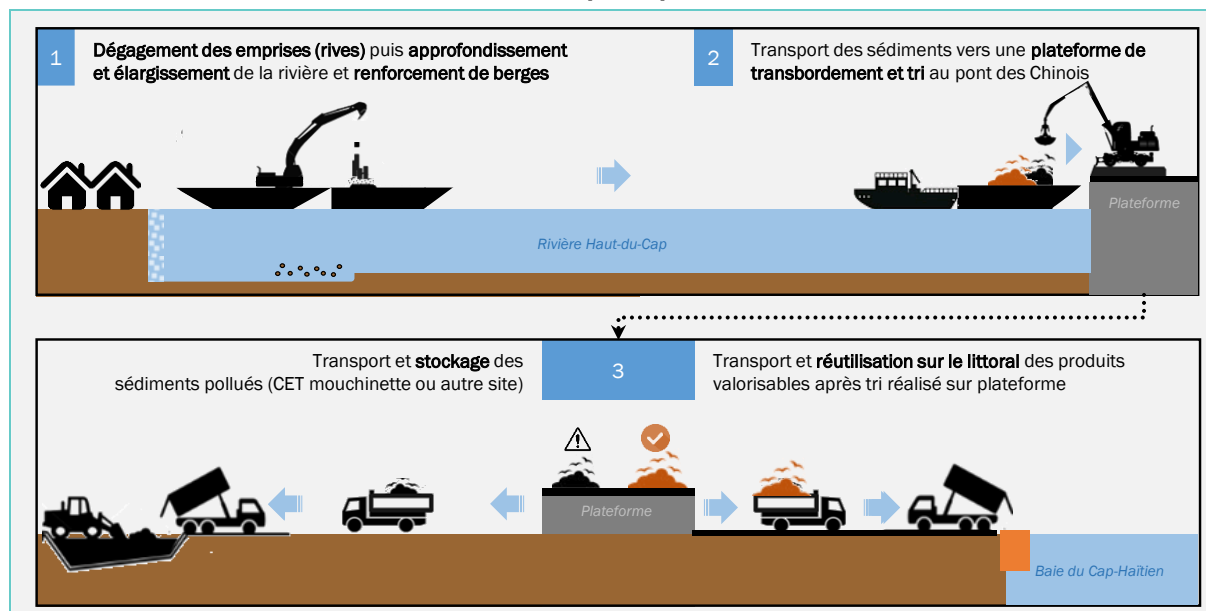 1
Dégagement des emprises (rives) puis approfondissement
et élargissement de la rivière et renforcement de berges
2
Transport des sédiments vers une plateforme de
transbordement et tri au pont des Chinois
Plateforme
Rivière Haut-du-Cap
Transport et stockage des
sédiments pollués (CET mouchinette ou autre site)
3
Transport et réutilisation sur le littoral des produits
valorisables après tri réalisé sur plateforme
Plateforme
Baie du Cap-Haïtien